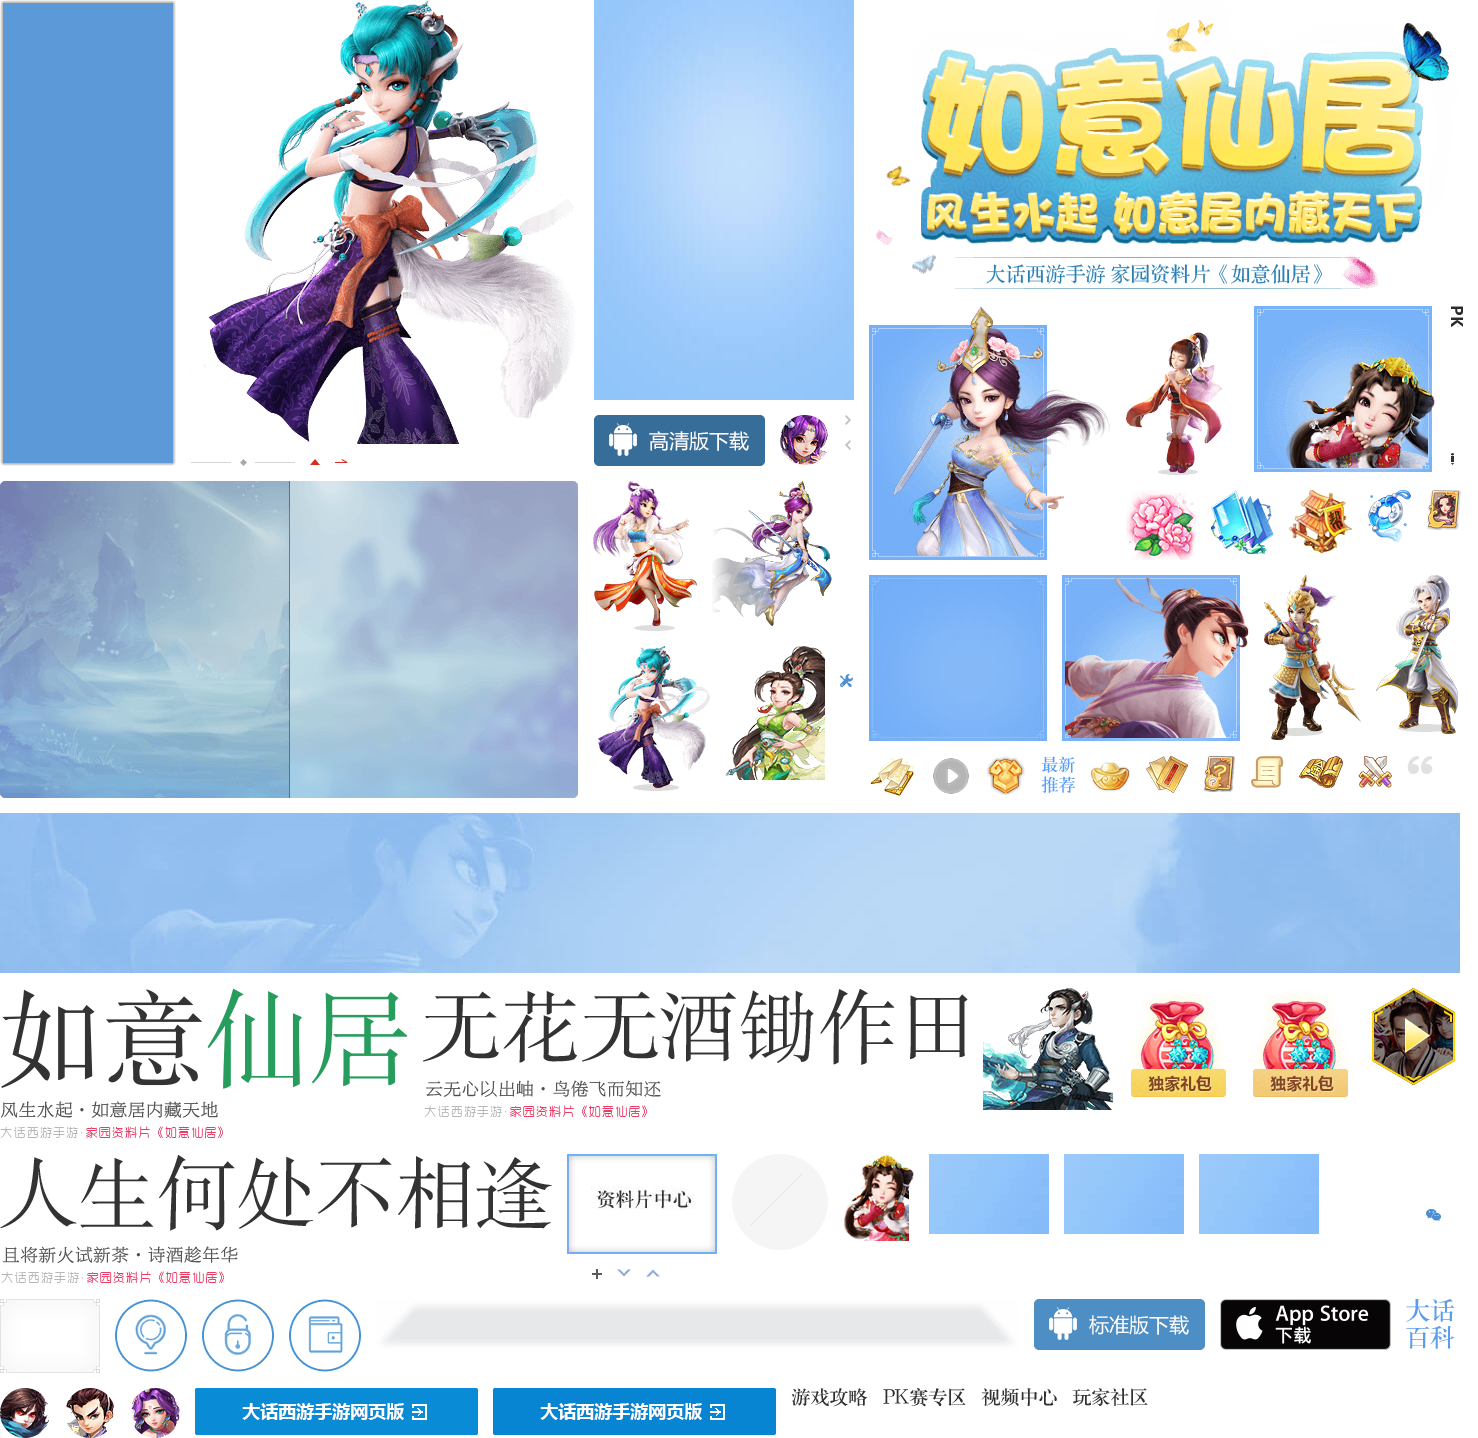 如意仙居
风生水起 如意居内藏天下
大话西游手游 家园资料片《如意仙居》
PK
高清版下载
最新
推荐
如意仙居
风生水起·如意居内藏天地
大话西游手游·家园资料片《如意仙居》
无花无酒锄作田
云无心以出岫·鸟倦飞而知还
大话西游手游·家园资料片《如意仙居》
独家礼包
独家礼包
人生何处不相逢
且将新火试新茶·诗酒趁年华
大话西游手游·家园资料片《如意仙居》
资料片中心
标准版下载
App Store
下载
大话
百科
大话西游手游网页版
大话西游手游网页版
游戏攻略 PK赛专区 视频中心 玩家社区